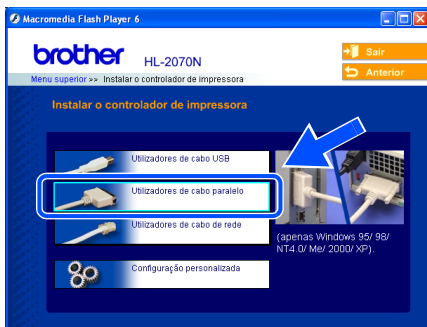 Macromedia Flash Player 6
brother
HL-2070N
Sair
Anterior
Menu superior >> Instalar o controlador de impressora
Instalar o controlador de impressora
Utilizadores de cabo USB
Utilizadores de cabo paralelo
Utilizadores de cabo de rede
Configuração personalizada
(apenas Windows 95/ 98/
NT4.0/ Me/ 2000/ XP).